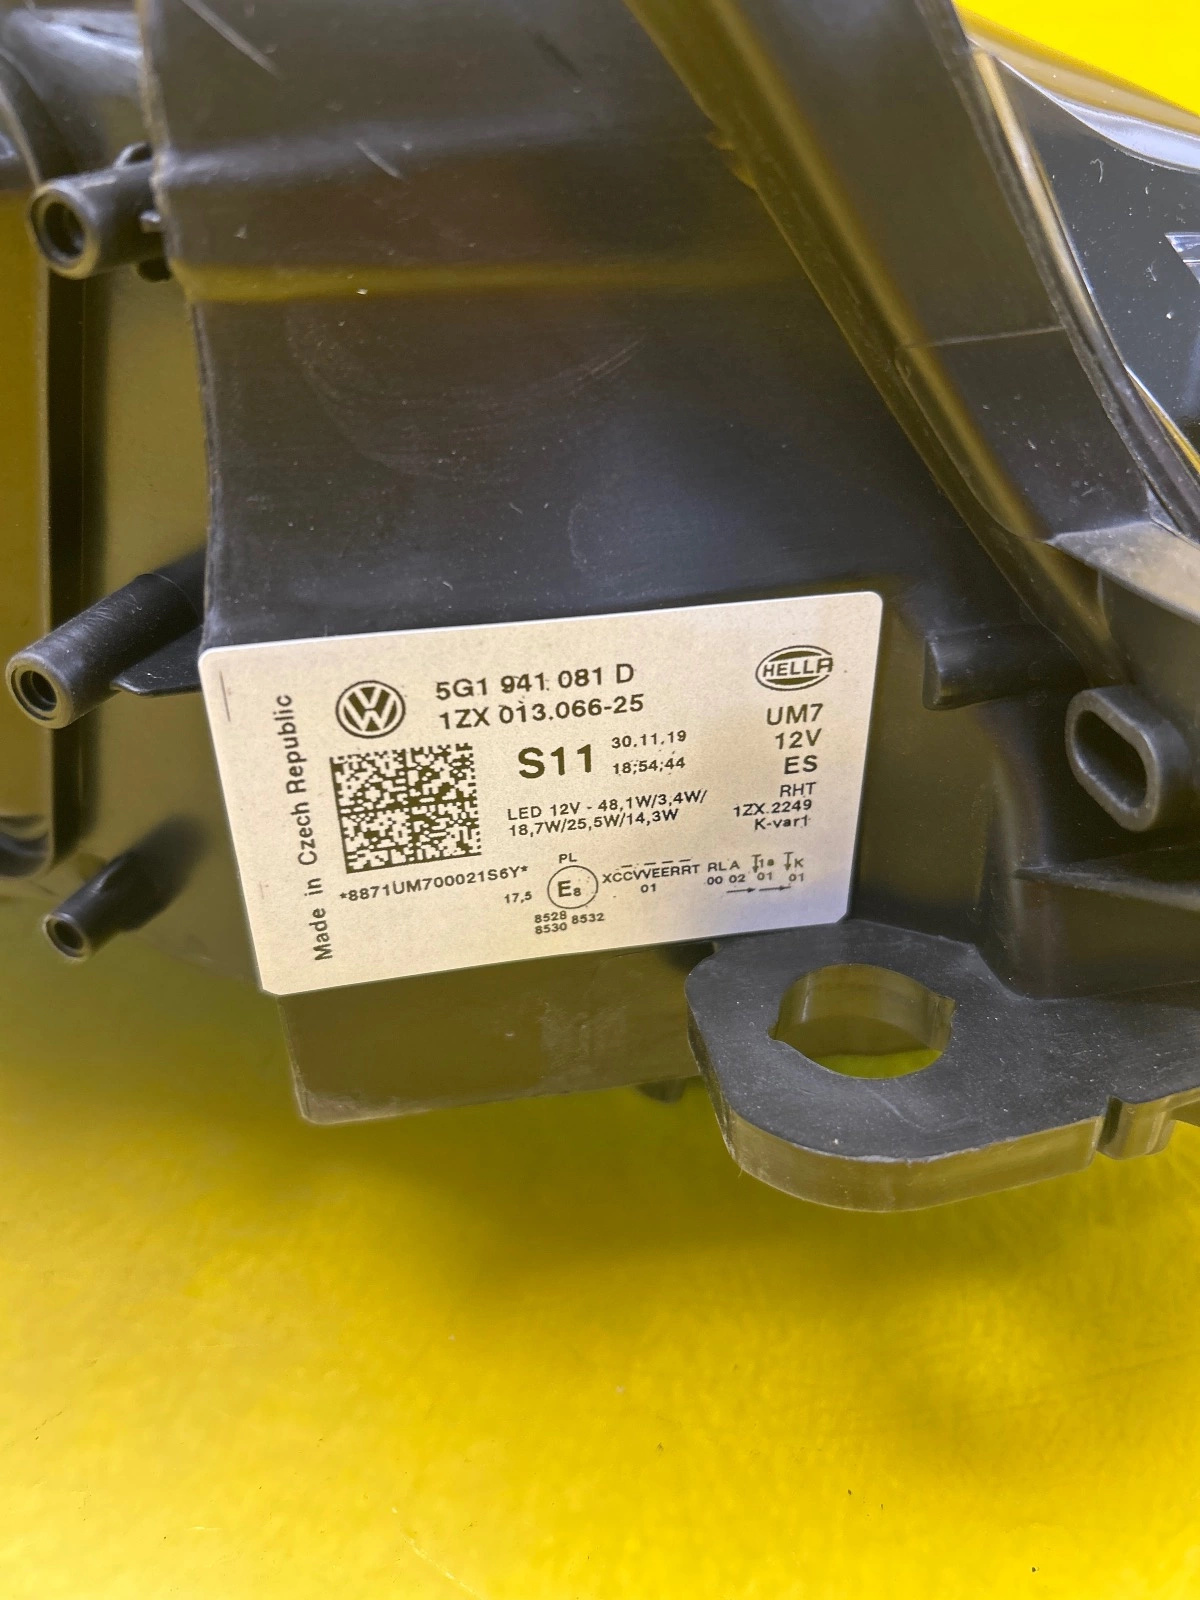 Made in Czech Republic
5G1 941 081 D
1ZX 013.066-25
HELLA
S11
30.11.19
18:54:44
UM7
12V
ES
LED 12V - 48,1W/3,4W/
18,7W/25,5W/14,3W
RHT
1ZX.2249
K-var1
*8871UM700021S6Y*
PL
17,5
E8
XCCVVEERRT RL A 1a K
01 00 02 01 01
8528
8530 8532